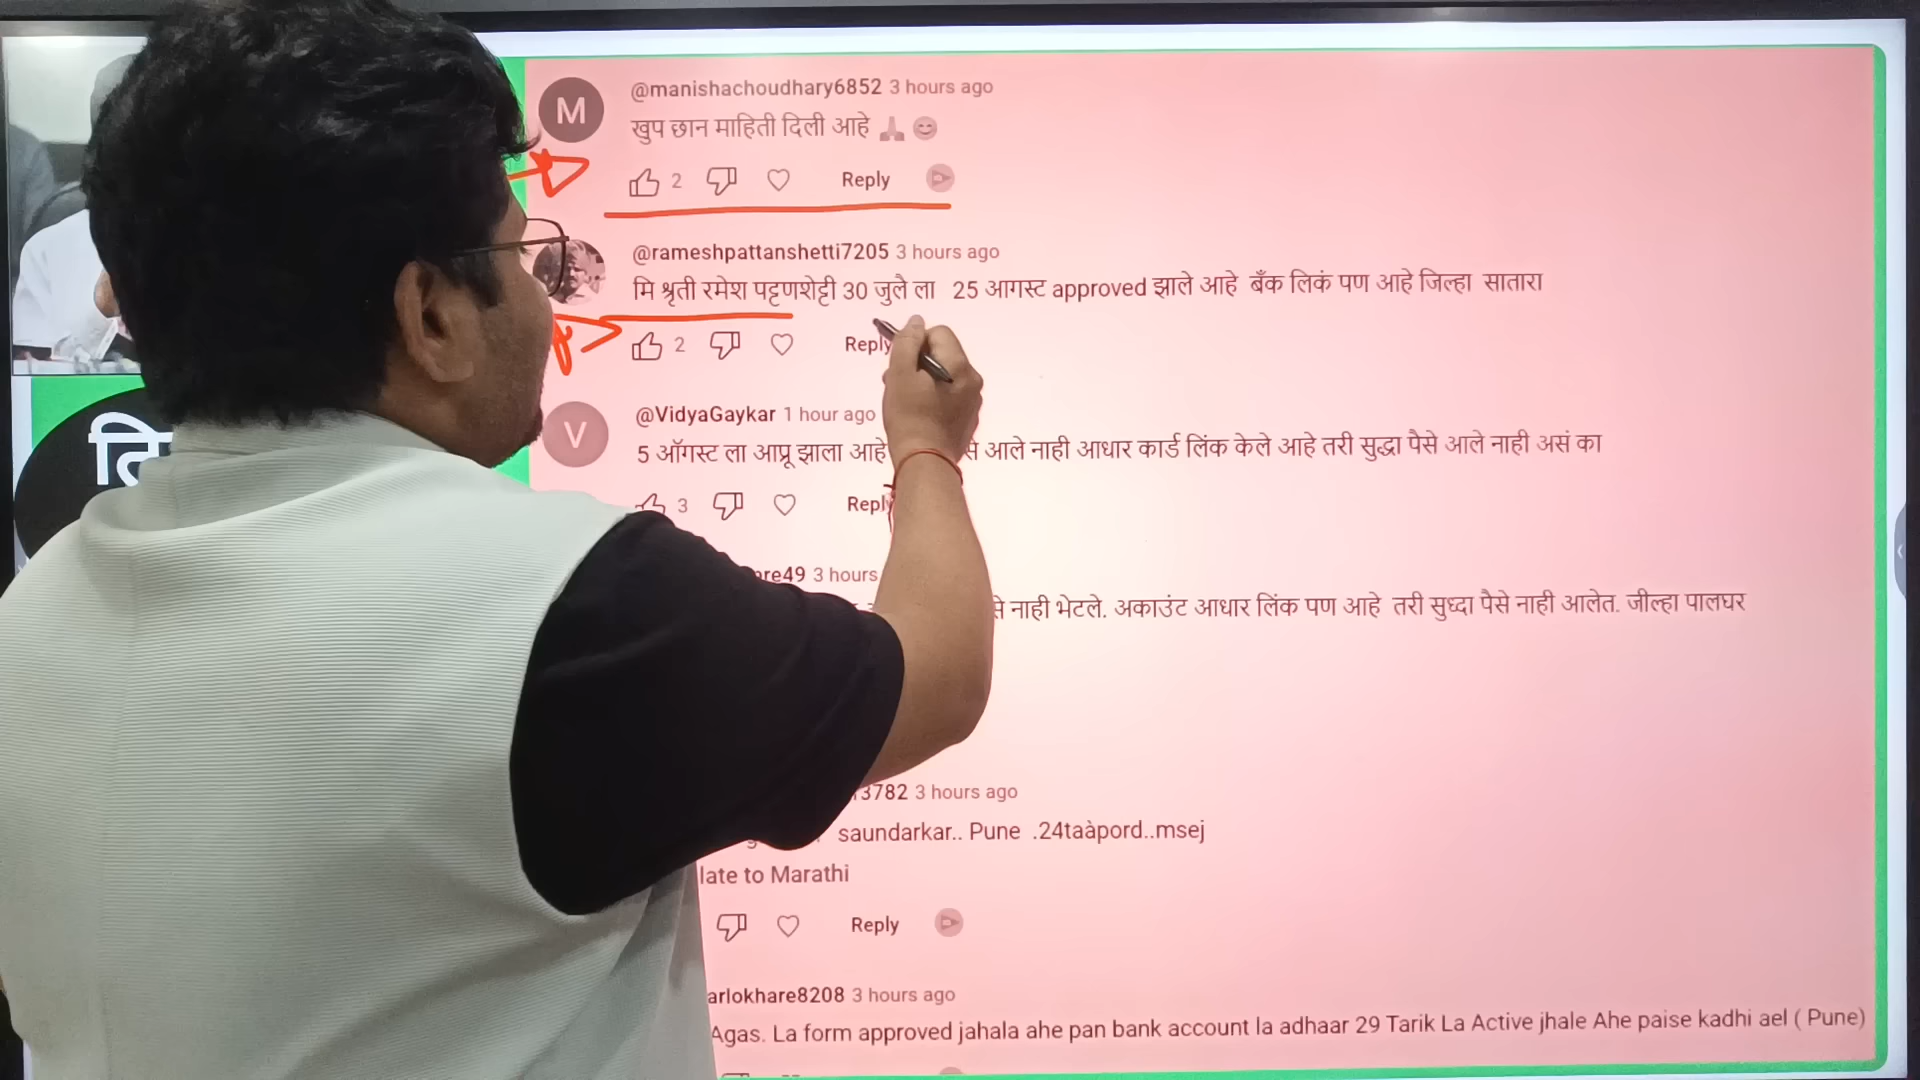 M
@manishachoudhary6852 3 hours ago
खुप छान माहिती दिली आहे 🙏 😊
2 Reply
@rameshpattanshetti7205 3 hours ago
मि श्रृती रमेश पट्टणशेट्टी 30 जुलै ला 25 आगस्ट approved झाले आहे बँक लिकं पण आहे जिल्हा सातारा
2 Reply
V
@VidyaGaykar 1 hour ago
5 ऑगस्ट ला आप्रू झाला आहे आले नाही आधार कार्ड लिंक केले आहे तरी सुद्धा पैसे आले नाही असं का
3 Reply
re49 3 hours
नाही भेटले. अकाउंट आधार लिंक पण आहे तरी सुध्दा पैसे नाही आलेत. जील्हा पालघर
3782 3 hours ago
saundarkar.. Pune .24taàpord..msej
late to Marathi
Reply
arlokhare8208 3 hours ago
Agas. La form approved jahala ahe pan bank account la adhaar 29 Tarik La Active jhale Ahe paise kadhi ael ( Pune)